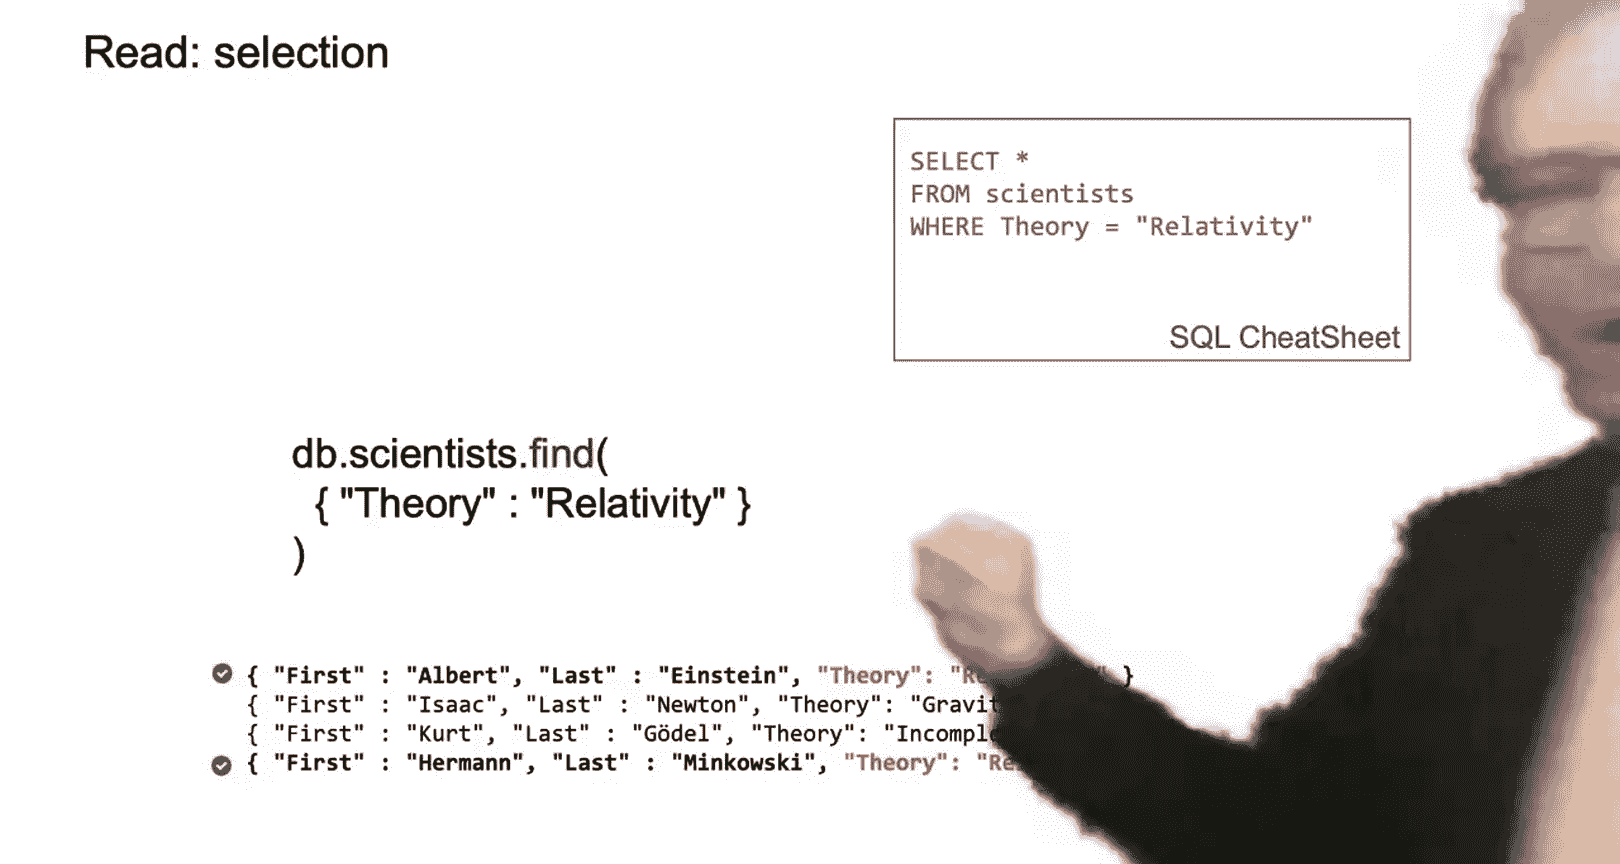 Read: selection
SELECT *
FROM scientists
WHERE Theory = "Relativity"
SQL CheatSheet
db.scientists.find(
{ "Theory" : "Relativity" }
)
{ "First" : "Albert", "Last" : "Einstein", "Theory": " " }
{ "First" : "Isaac", "Last" : "Newton", "Theory":
{ "First" : "Kurt", "Last" : "Gödel", "Theory":
{ "First" : "Hermann", "Last" : "Minkowski", "Theory":